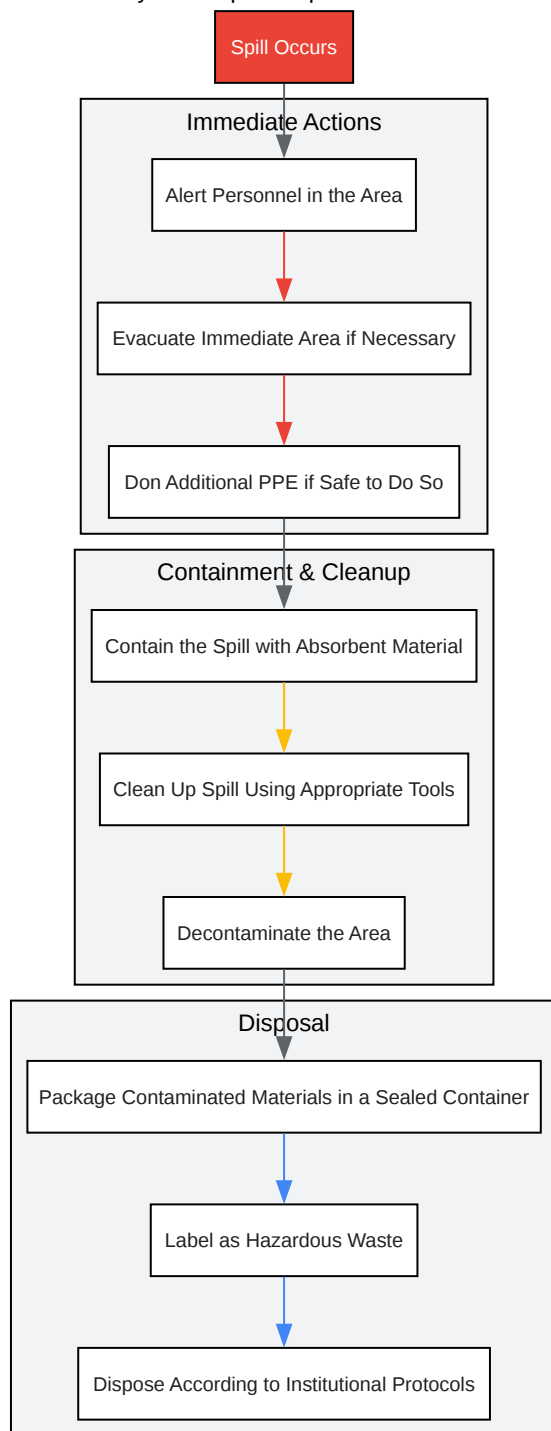 Spill Occurs
Immediate Actions
Alert Personnel in the Area
Evacuate Immediate Area if Necessary
Don Additional PPE if Safe to Do So
Containment & Cleanup
Contain the Spill with Absorbent Material
Clean Up Spill Using Appropriate Tools
Decontaminate the Area
Disposal
Package Contaminated Materials in a Sealed Container
Label as Hazardous Waste
Dispose According to Institutional Protocols